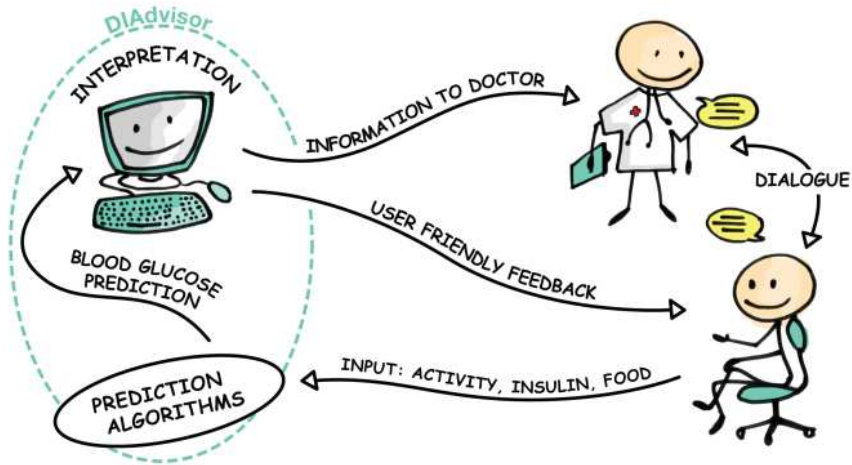 DIAdvisor
INTERPRETATION
INFORMATION TO DOCTOR
DIALOGUE
USER FRIENDLY FEEDBACK
BLOOD GLUCOSE
PREDICTION
INPUT: ACTIVITY, INSULIN, FOOD
PREDICTION
ALGORITHMS